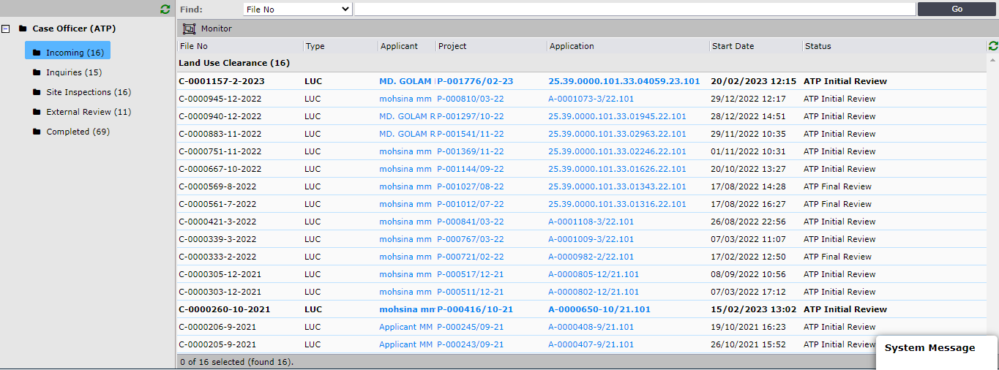 Find: File No Go
Case Officer (ATP)
Incoming (16)
Inquiries (15)
Site Inspections (16)
External Review (11)
Completed (69)
Monitor
File No Type Applicant Project Application Start Date Status
Land Use Clearance (16)
C-0001157-2-2023 LUC MD. GOLAM P-001776/02-23 25.39.0000.101.33.04059.23.101 20/02/2023 12:15 ATP Initial Review
C-0000945-12-2022 LUC mohsina mm P-000810/03-22 A-0001073-3/22.101 29/12/2022 12:17 ATP Initial Review
C-0000940-12-2022 LUC MD. GOLAM R P-001297/10-22 25.39.0000.101.33.01945.22.101 28/12/2022 14:51 ATP Initial Review
C-0000883-11-2022 LUC MD. GOLAM R P-001541/11-22 25.39.0000.101.33.02963.22.101 29/11/2022 10:35 ATP Initial Review
C-0000751-11-2022 LUC mohsina mm P-001369/11-22 25.39.0000.101.33.02246.22.101 01/11/2022 10:31 ATP Initial Review
C-0000667-10-2022 LUC mohsina mm P-001144/09-22 25.39.0000.101.33.01626.22.101 20/10/2022 13:27 ATP Initial Review
C-0000569-8-2022 LUC mohsina mm P-001027/08-22 25.39.0000.101.33.01343.22.101 17/08/2022 14:28 ATP Final Review
C-0000561-7-2022 LUC mohsina mm P-001012/07-22 25.39.0000.101.33.01316.22.101 17/08/2022 16:27 ATP Final Review
C-0000421-3-2022 LUC mohsina mm P-000841/03-22 A-0001108-3/22.101 26/08/2022 22:56 ATP Initial Review
C-0000339-3-2022 LUC mohsina mm P-000767/03-22 A-0001009-3/22.101 07/03/2022 11:07 ATP Initial Review
C-0000333-2-2022 LUC mohsina mm P-000721/02-22 A-0000982-2/22.101 17/02/2022 12:50 ATP Final Review
C-0000305-12-2021 LUC mohsina mm P-000517/12-21 A-0000805-12/21.101 08/09/2022 10:56 ATP Initial Review
C-0000303-12-2021 LUC mohsina mm P-000511/12-21 A-0000802-12/21.101 07/03/2022 17:12 ATP Initial Review
C-0000260-10-2021 LUC mohsina mm P-000416/10-21 A-0000650-10/21.101 15/02/2023 13:02 ATP Initial Review
C-0000206-9-2021 LUC Applicant MM P-000245/09-21 A-0000408-9/21.101 19/10/2021 16:23 ATP Initial Review
C-0000205-9-2021 LUC Applicant MM P-000243/09-21 A-0000407-9/21.101 26/10/2021 15:52 ATP Initial Review
0 of 16 selected (found 16).
System Message